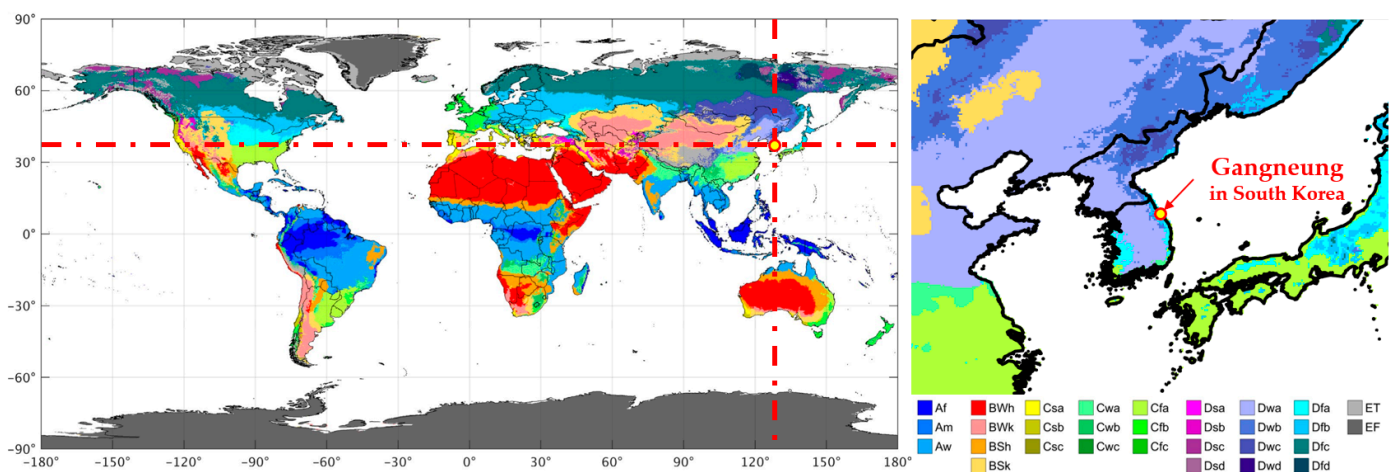 90°
60°
30°
0°
−30°
−60°
−90°
−180° −150° −120° −90° −60° −30° 0° 30° 60° 90° 120° 150° 180°
Gangneung
in South Korea
Af BWh Csa Cwa Cfa Dsa Dwa Dfa ET
Am BWk Csb Cwb Cfb Dsb Dwb Dfb EF
Aw BSh Csc Cwc Cfc Dsc Dwc Dfc
BSk Dsd Dwd Dfd